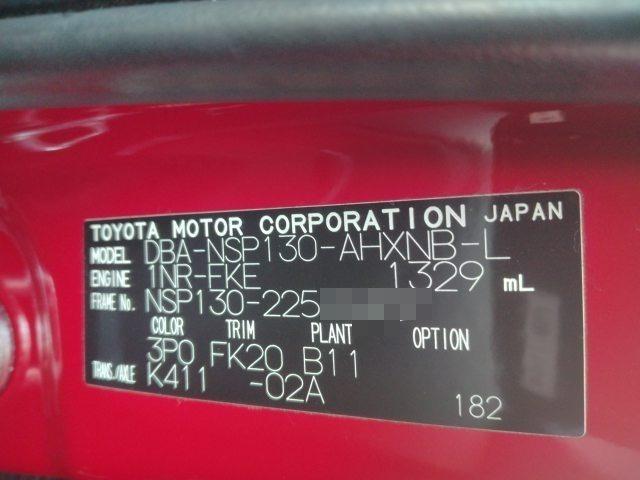 TOYOTA MOTOR CORPORATION JAPAN
MODEL DBA-NSP130-AHXNB-L
ENGINE 1NR-FKE 1329 mL
FRAME No. NSP130-225
COLOR TRIM PLANT OPTION
3P0 FK20 B11
TRANS./AXLE K411 -02A
182